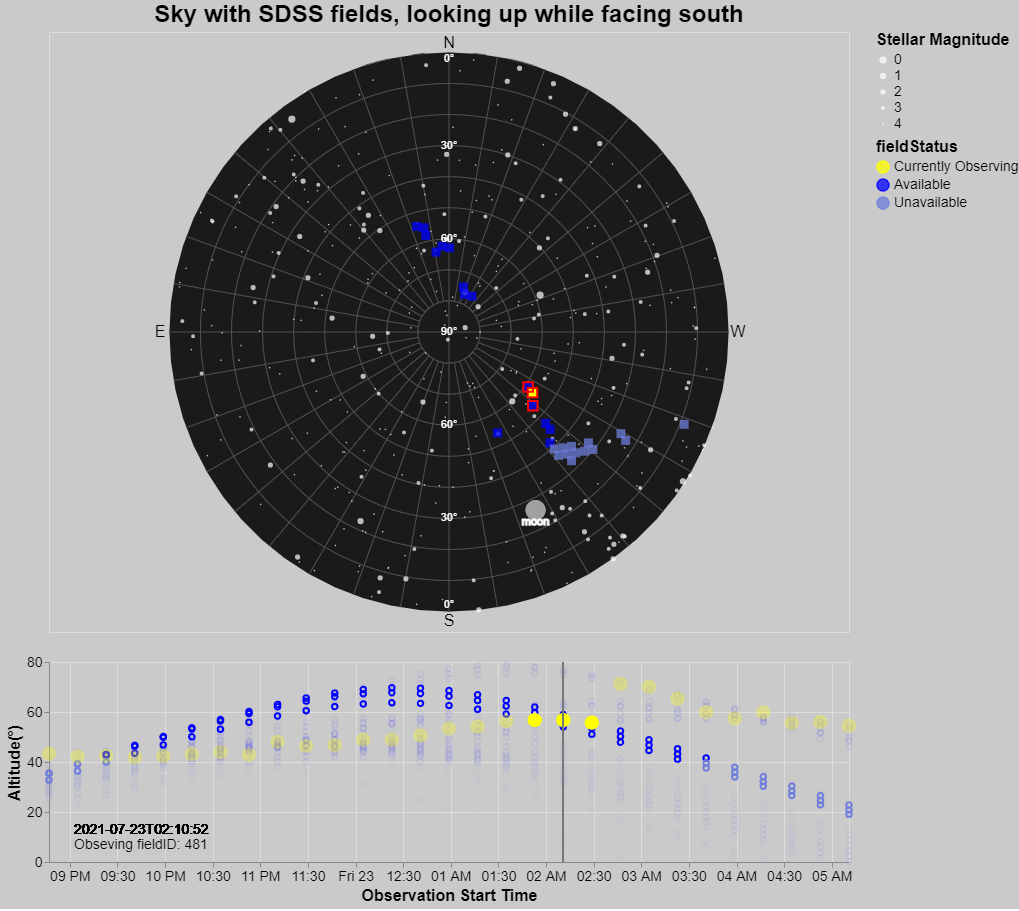 Sky with SDSS fields, looking up while facing south
N
0°
30°
60°
E
90°
W
60°
30°
moon
0°
S
Stellar Magnitude
0
1
2
3
4
fieldStatus
Currently Observing
Available
Unavailable
80
60
40
20
0
Altitude(°)
2021-07-23T02:10:52
Obseving fieldID: 481
09 PM 09:30 10 PM 10:30 11 PM 11:30 Fri 23 12:30 01 AM 01:30 02 AM 02:30 03 AM 03:30 04 AM 04:30 05 AM
Observation Start Time